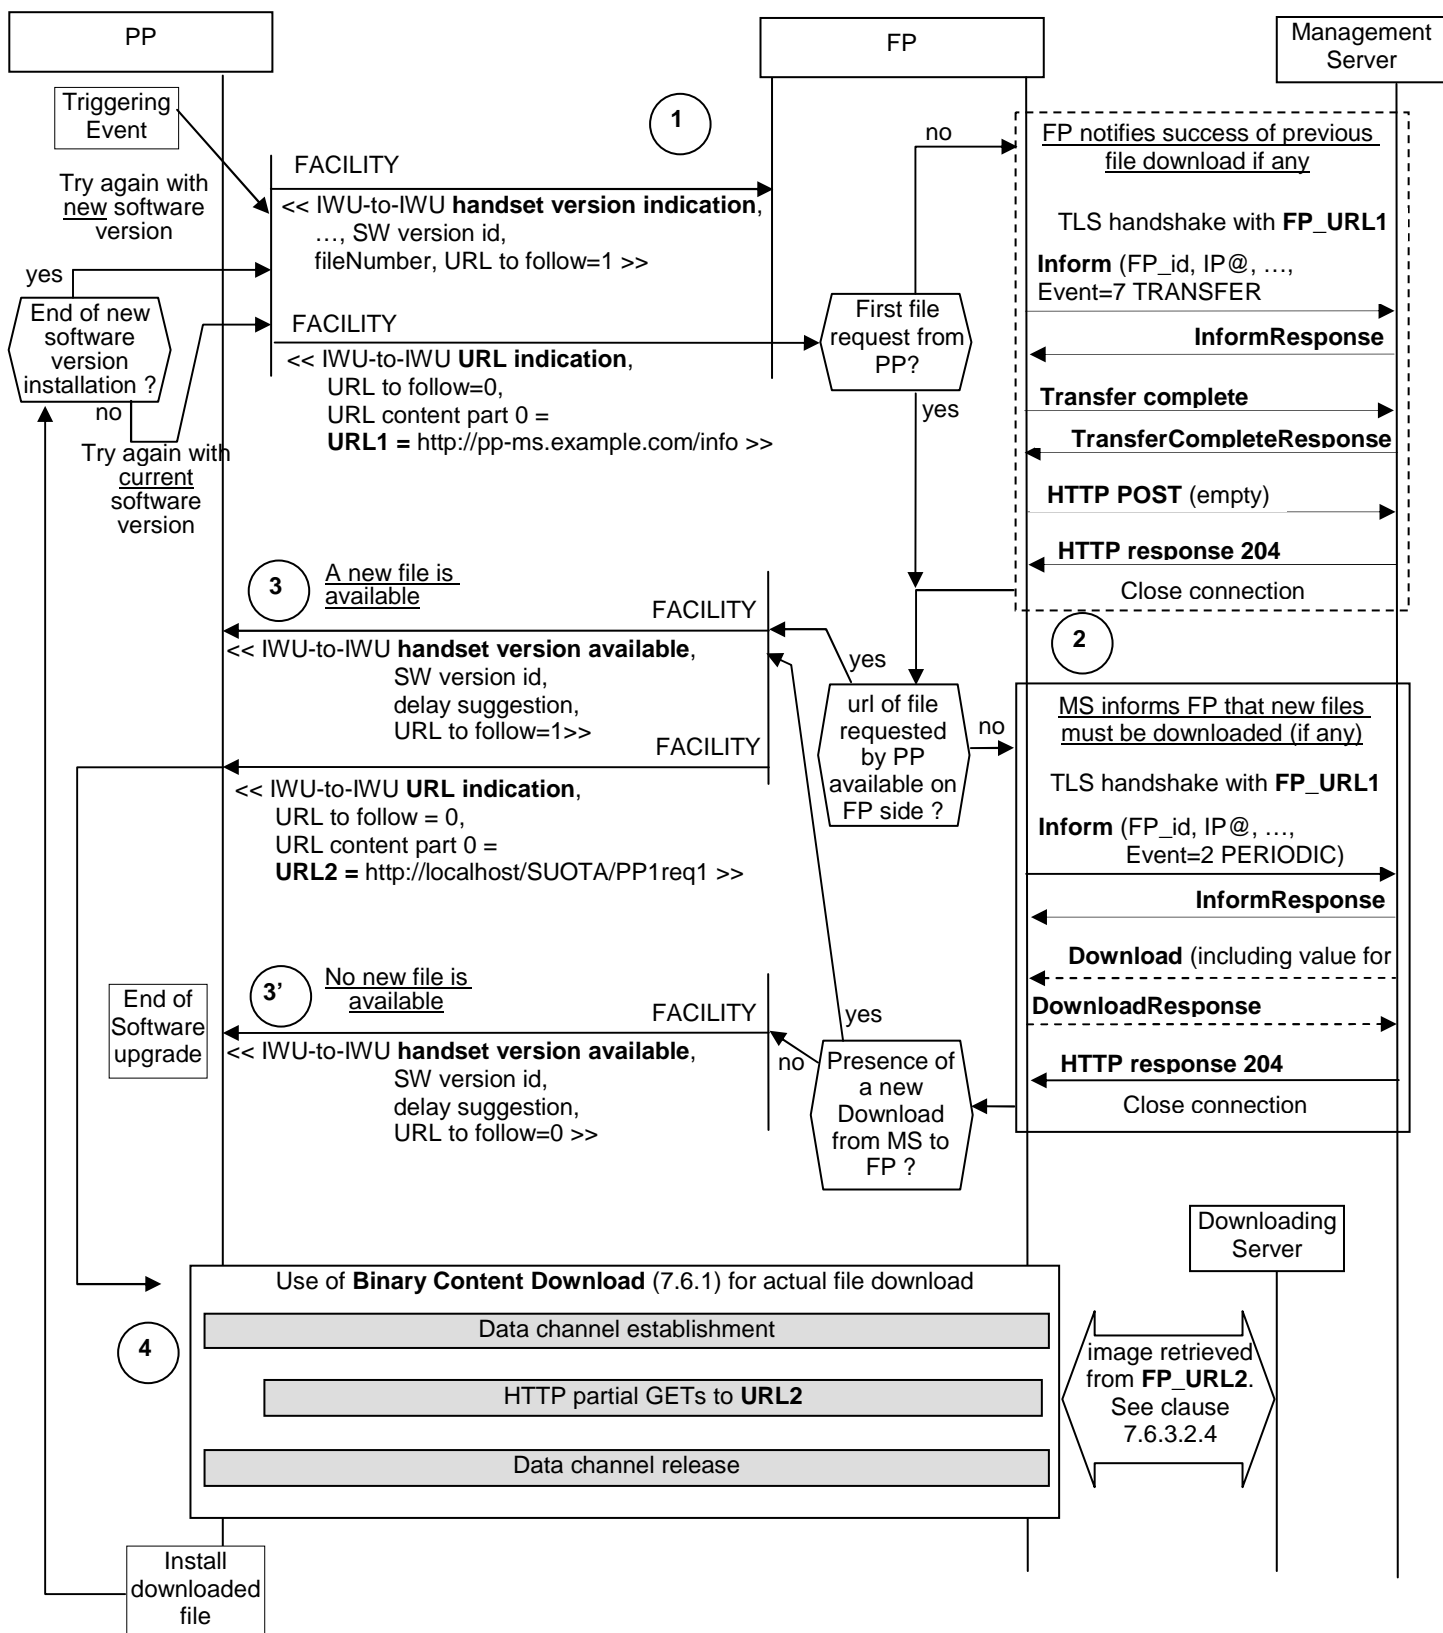 PP
FP
Management
Server
Triggering
Event
1
no
FP notifies success of previous
file download if any
FACILITY
Try again with
new software
version
<< IWU-to-IWU handset version indication,
…, SW version id,
fileNumber, URL to follow=1 >>
TLS handshake with FP_URL1
Inform (FP_id, IP@, …,
Event=7 TRANSFER
yes
End of new
software
version
installation ?
no
FACILITY
<< IWU-to-IWU URL indication,
URL to follow=0,
URL content part 0 =
URL1 = http://pp-ms.example.com/info >>
First file
request from
PP?
yes
InformResponse
Transfer complete
TransferCompleteResponse
Try again with
current
software
version
HTTP POST (empty)
HTTP response 204
Close connection
3
A new file is
available
FACILITY
<< IWU-to-IWU handset version available,
SW version id,
delay suggestion,
URL to follow=1>>
yes
2
url of file
requested
by PP
available on
FP side ?
no
MS informs FP that new files
must be downloaded (if any)
FACILITY
<< IWU-to-IWU URL indication,
URL to follow = 0,
URL content part 0 =
URL2 = http://localhost/SUOTA/PP1req1 >>
TLS handshake with FP_URL1
Inform (FP_id, IP@, …,
Event=2 PERIODIC)
InformResponse
Download (including value for
DownloadResponse
HTTP response 204
Close connection
3’
No new file is
available
End of
Software
upgrade
FACILITY
<< IWU-to-IWU handset version available,
SW version id,
delay suggestion,
URL to follow=0 >>
yes
no
Presence of
a new
Download
from MS to
FP ?
Downloading
Server
Use of Binary Content Download (7.6.1) for actual file download
4
Data channel establishment
HTTP partial GETs to URL2
Data channel release
image retrieved
from FP_URL2.
See clause
7.6.3.2.4
Install
downloaded
file